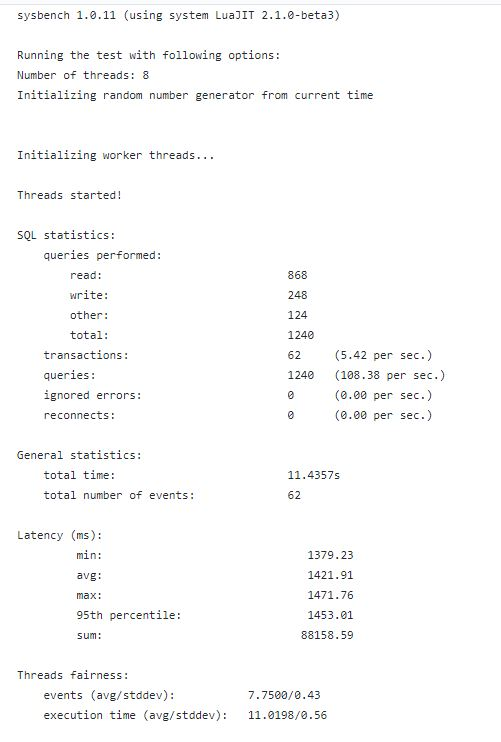 sysbench 1.0.11 (using system LuaJIT 2.1.0-beta3)
Running the test with following options:
Number of threads: 8
Initializing random number generator from current time
Initializing worker threads...
Threads started!
SQL statistics:
queries performed:
read: 868
write: 248
other: 124
total: 1240
transactions: 62 (5.42 per sec.)
queries: 1240 (108.38 per sec.)
ignored errors: 0 (0.00 per sec.)
reconnects: 0 (0.00 per sec.)
General statistics:
total time: 11.4357s
total number of events: 62
Latency (ms):
min: 1379.23
avg: 1421.91
max: 1471.76
95th percentile: 1453.01
sum: 88158.59
Threads fairness:
events (avg/stddev): 7.7500/0.43
execution time (avg/stddev): 11.0198/0.56